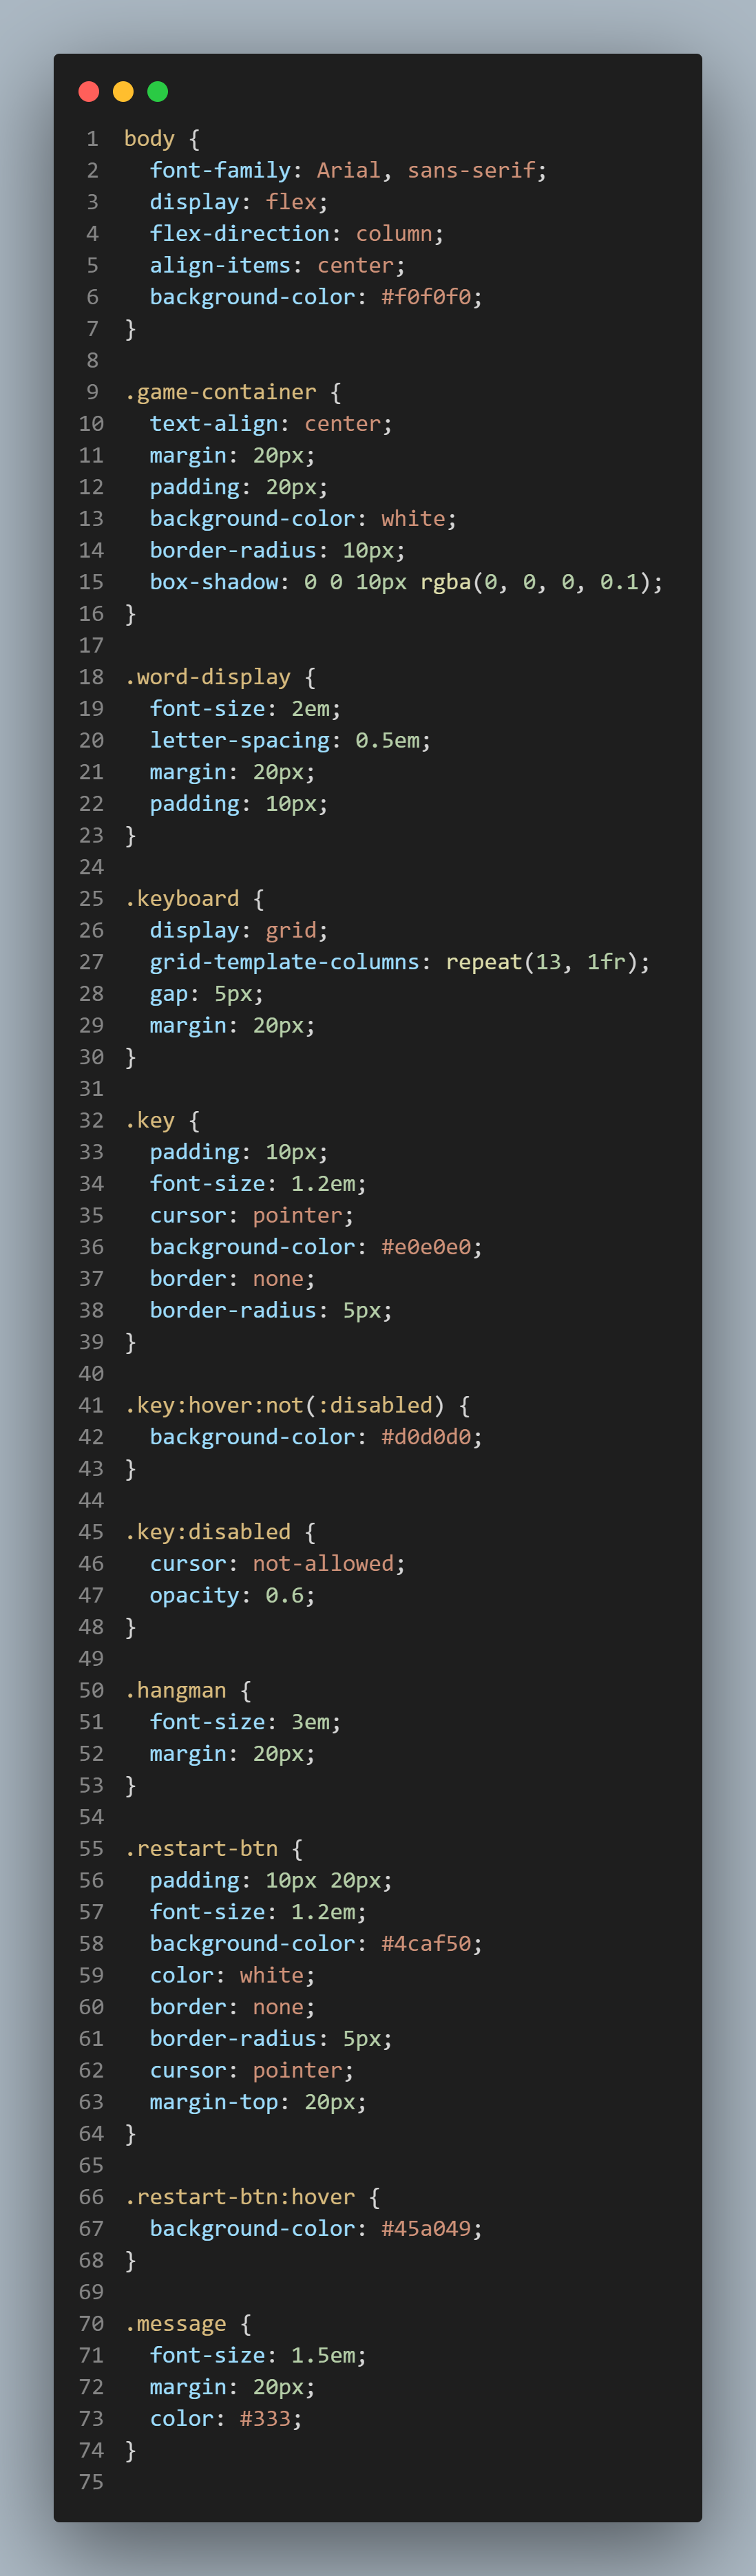 1 body {
2   font-family: Arial, sans-serif;
3   display: flex;
4   flex-direction: column;
5   align-items: center;
6   background-color: #f0f0f0;
7 }
8
9 .game-container {
10   text-align: center;
11   margin: 20px;
12   padding: 20px;
13   background-color: white;
14   border-radius: 10px;
15   box-shadow: 0 0 10px rgba(0, 0, 0, 0.1);
16 }
17
18 .word-display {
19   font-size: 2em;
20   letter-spacing: 0.5em;
21   margin: 20px;
22   padding: 10px;
23 }
24
25 .keyboard {
26   display: grid;
27   grid-template-columns: repeat(13, 1fr);
28   gap: 5px;
29   margin: 20px;
30 }
31
32 .key {
33   padding: 10px;
34   font-size: 1.2em;
35   cursor: pointer;
36   background-color: #e0e0e0;
37   border: none;
38   border-radius: 5px;
39 }
40
41 .key:hover:not(:disabled) {
42   background-color: #d0d0d0;
43 }
44
45 .key:disabled {
46   cursor: not-allowed;
47   opacity: 0.6;
48 }
49
50 .hangman {
51   font-size: 3em;
52   margin: 20px;
53 }
54
55 .restart-btn {
56   padding: 10px 20px;
57   font-size: 1.2em;
58   background-color: #4caf50;
59   color: white;
60   border: none;
61   border-radius: 5px;
62   cursor: pointer;
63   margin-top: 20px;
64 }
65
66 .restart-btn:hover {
67   background-color: #45a049;
68 }
69
70 .message {
71   font-size: 1.5em;
72   margin: 20px;
73   color: #333;
74 }
75